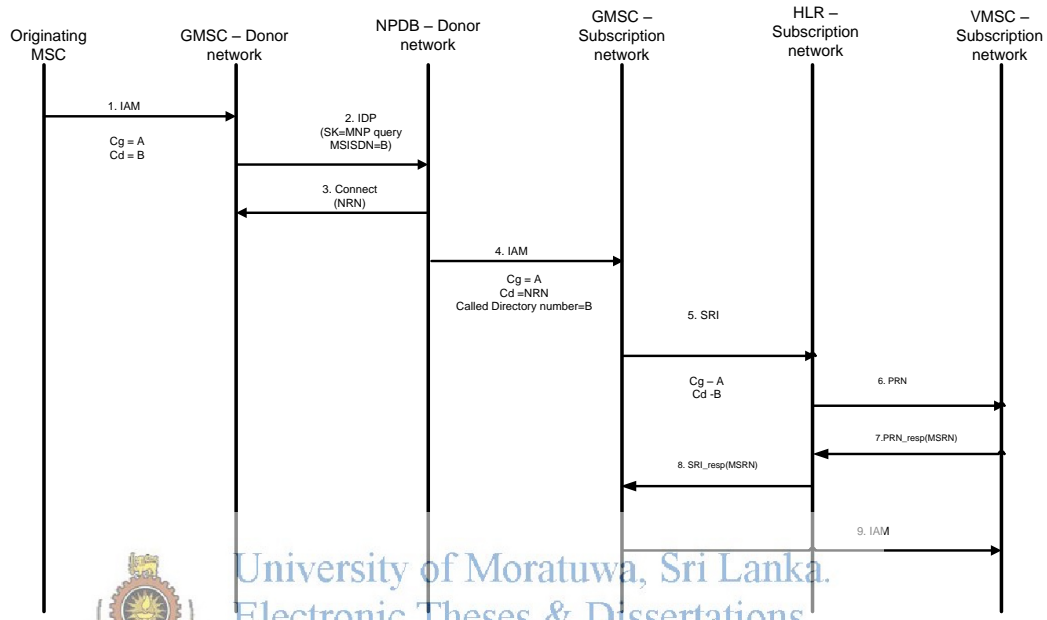 Originating
MSC
GMSC – Donor
network
NPDB – Donor
network
GMSC –
Subscription
network
HLR –
Subscription
network
VMSC –
Subscription
network
1. IAM
Cg = A
Cd = B
2. IDP
(SK=MNP query
MSISDN=B)
3. Connect
(NRN)
4. IAM
Cg = A
Cd =NRN
Called Directory number=B
5. SRI
Cg – A
Cd -B
6. PRN
7.PRN_resp(MSRN)
8. SRI_resp(MSRN)
9. IAM
University of Moratuwa, Sri Lanka.
Electronic Theses & Dissertations